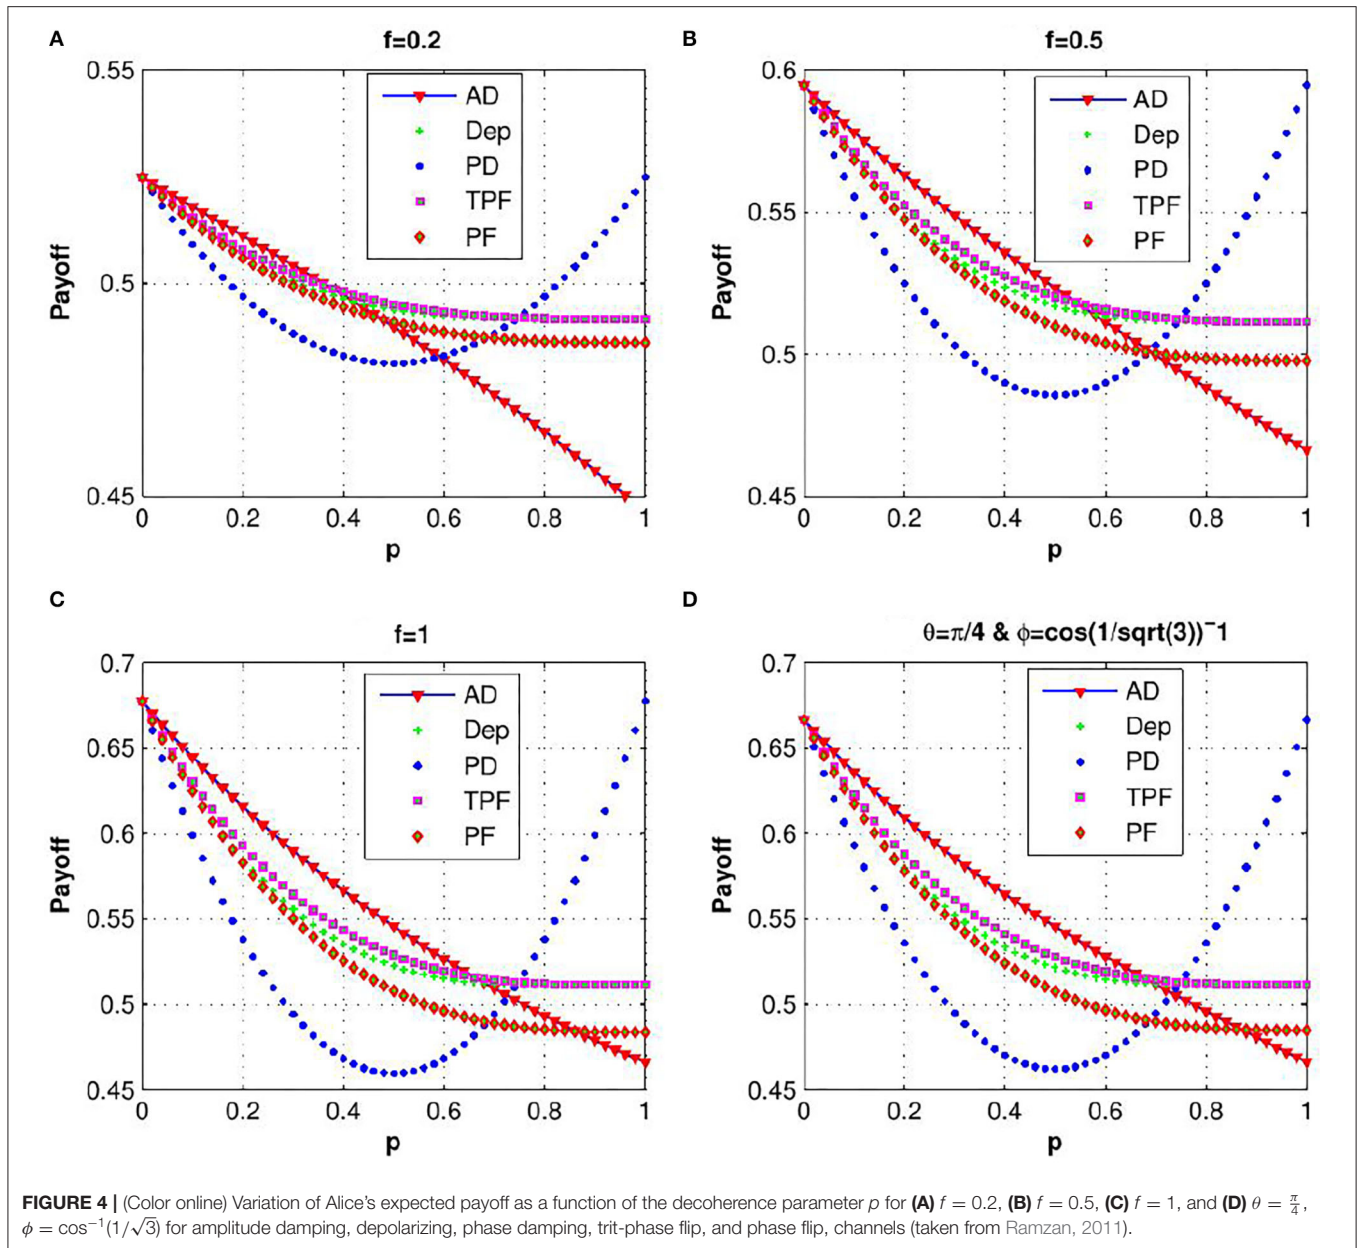 A
f=0.2
0.55
0.5
0.45
Payoff
AD
Dep
PD
TPF
PF
0 0.2 0.4 0.6 0.8 1
p
B
f=0.5
0.6
0.55
0.5
0.45
Payoff
AD
Dep
PD
TPF
PF
0 0.2 0.4 0.6 0.8 1
p
C
f=1
0.7
0.65
0.6
0.55
0.5
0.45
Payoff
AD
Dep
PD
TPF
PF
0 0.2 0.4 0.6 0.8 1
p
D
θ=π/4 & ϕ=cos(1/sqrt(3))⁻1
0.7
0.65
0.6
0.55
0.5
0.45
Payoff
AD
Dep
PD
TPF
PF
0 0.2 0.4 0.6 0.8 1
p
FIGURE 4 | (Color online) Variation of Alice's expected payoff as a function of the decoherence parameter p for (A) f = 0.2, (B) f = 0.5, (C) f = 1, and (D) θ = π/4,
ϕ = cos⁻¹(1/√3) for amplitude damping, depolarizing, phase damping, trit-phase flip, and phase flip, channels (taken from Ramzan, 2011).